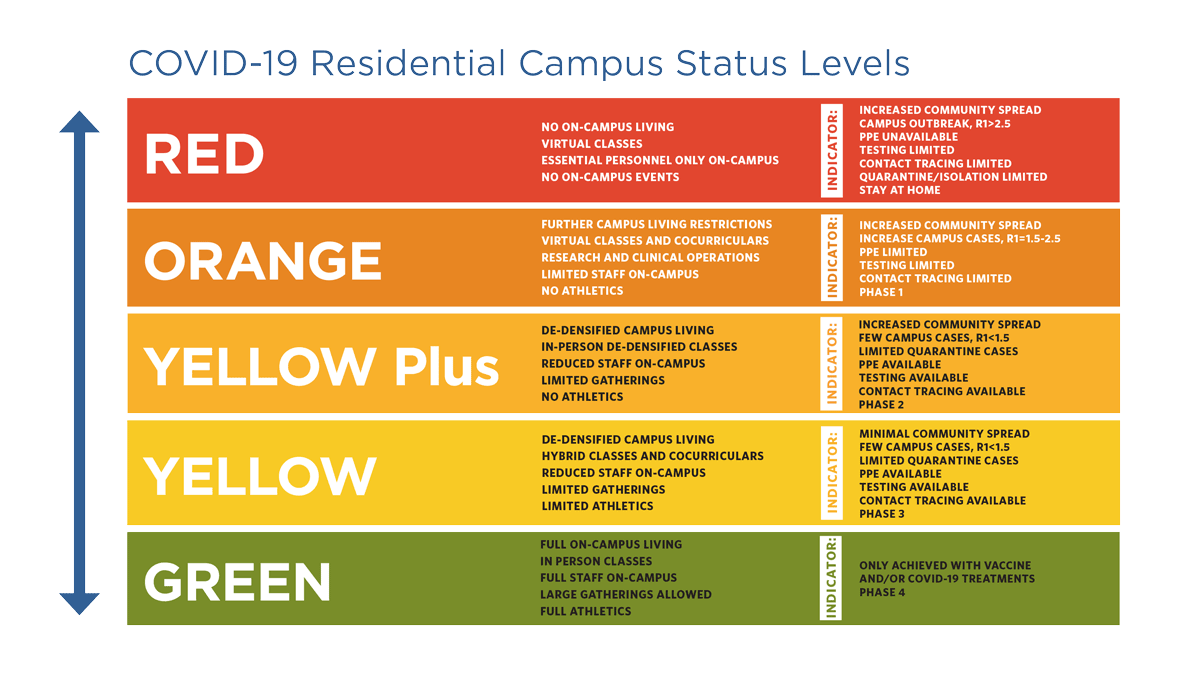 COVID-19 Residential Campus Status Levels
RED
NO ON-CAMPUS LIVING
VIRTUAL CLASSES
ESSENTIAL PERSONNEL ONLY ON-CAMPUS
NO ON-CAMPUS EVENTS
INDICATOR:
INCREASED COMMUNITY SPREAD
CAMPUS OUTBREAK, R1>2.5
PPE UNAVAILABLE
TESTING LIMITED
CONTACT TRACING LIMITED
QUARANTINE/ISOLATION LIMITED
STAY AT HOME
ORANGE
FURTHER CAMPUS LIVING RESTRICTIONS
VIRTUAL CLASSES AND COCURRICULARS
RESEARCH AND CLINICAL OPERATIONS
LIMITED STAFF ON-CAMPUS
NO ATHLETICS
INDICATOR:
INCREASED COMMUNITY SPREAD
INCREASE CAMPUS CASES, R1=1.5-2.5
PPE LIMITED
TESTING LIMITED
CONTACT TRACING LIMITED
PHASE 1
YELLOW Plus
DE-DENSIFIED CAMPUS LIVING
IN-PERSON DE-DENSIFIED CLASSES
REDUCED STAFF ON-CAMPUS
LIMITED GATHERINGS
NO ATHLETICS
INDICATOR:
INCREASED COMMUNITY SPREAD
FEW CAMPUS CASES, R1<1.5
LIMITED QUARANTINE CASES
PPE AVAILABLE
TESTING AVAILABLE
CONTACT TRACING AVAILABLE
PHASE 2
YELLOW
DE-DENSIFIED CAMPUS LIVING
HYBRID CLASSES AND COCURRICULARS
REDUCED STAFF ON-CAMPUS
LIMITED GATHERINGS
LIMITED ATHLETICS
INDICATOR:
MINIMAL COMMUNITY SPREAD
FEW CAMPUS CASES, R1<1.5
LIMITED QUARANTINE CASES
PPE AVAILABLE
TESTING AVAILABLE
CONTACT TRACING AVAILABLE
PHASE 3
GREEN
FULL ON-CAMPUS LIVING
IN PERSON CLASSES
FULL STAFF ON-CAMPUS
LARGE GATHERINGS ALLOWED
FULL ATHLETICS
INDICATOR:
ONLY ACHIEVED WITH VACCINE
AND/OR COVID-19 TREATMENTS
PHASE 4